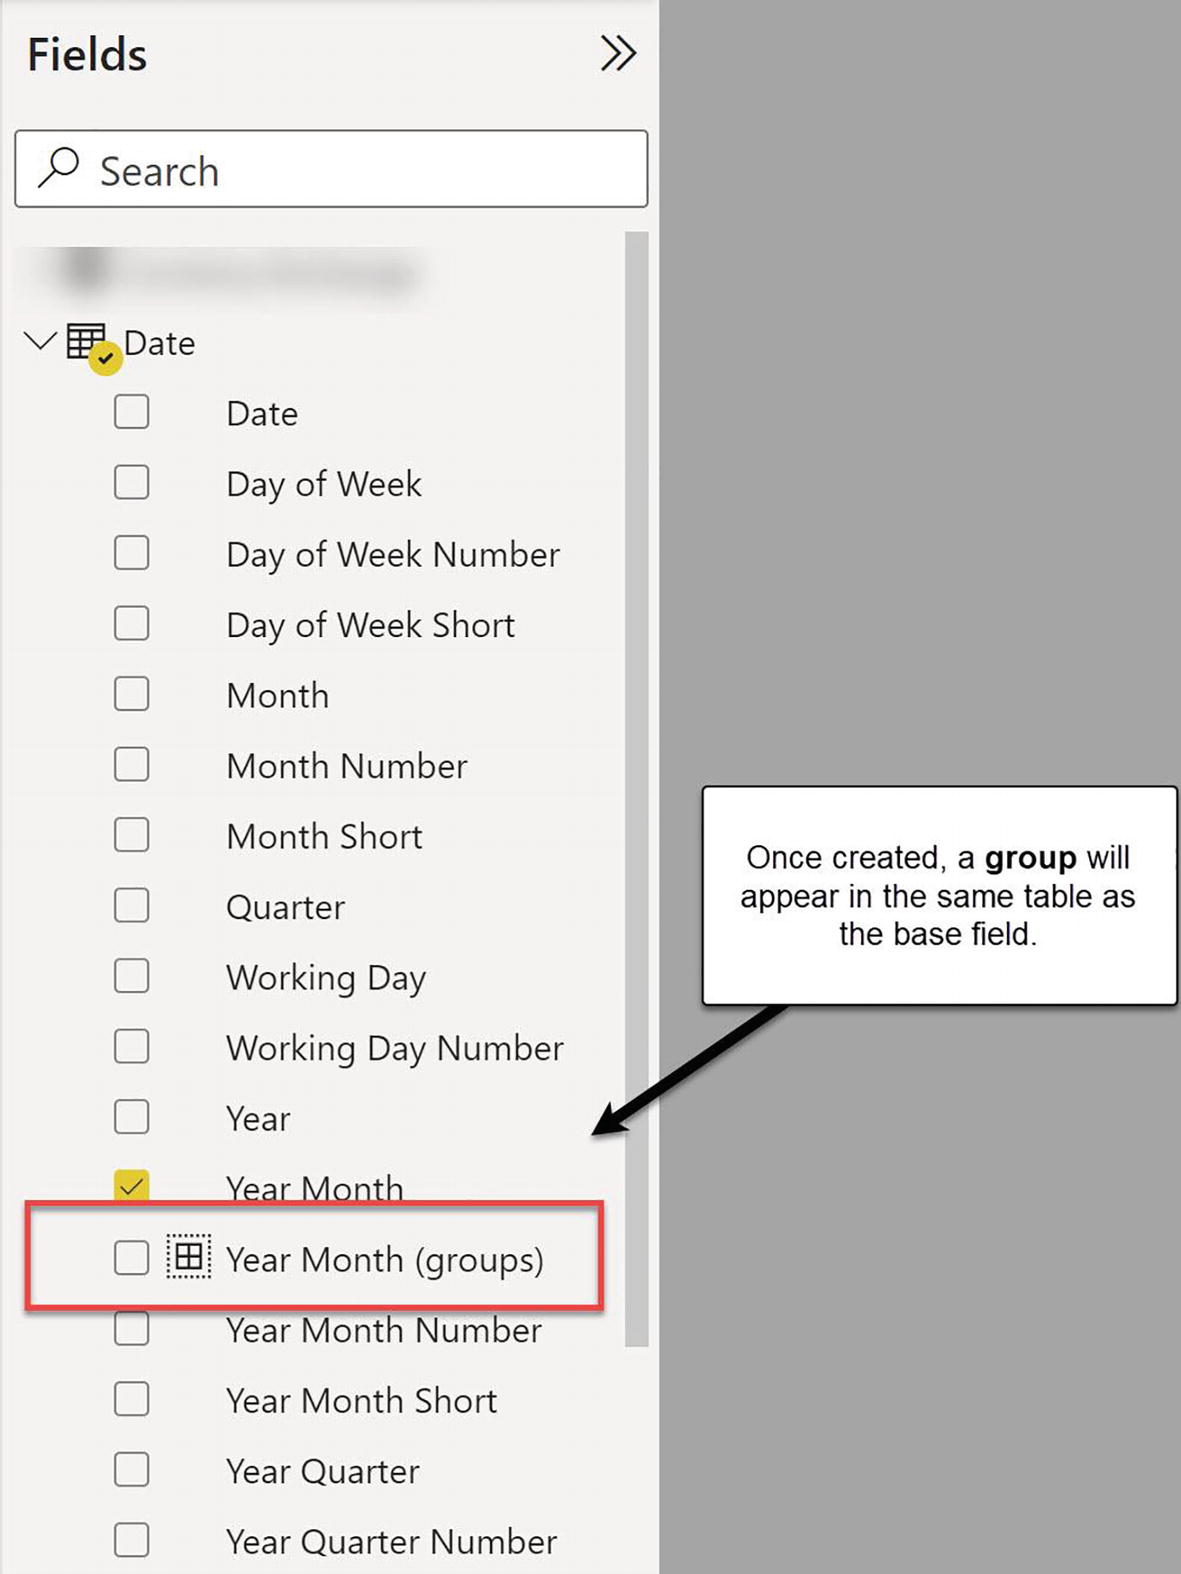 Fields
Search
Date
Date
Day of Week
Day of Week Number
Day of Week Short
Month
Month Number
Month Short
Quarter
Working Day
Working Day Number
Year
Year Month
Year Month (groups)
Year Month Number
Year Month Short
Year Quarter
Year Quarter Number
Once created, a group will
appear in the same table as
the base field.